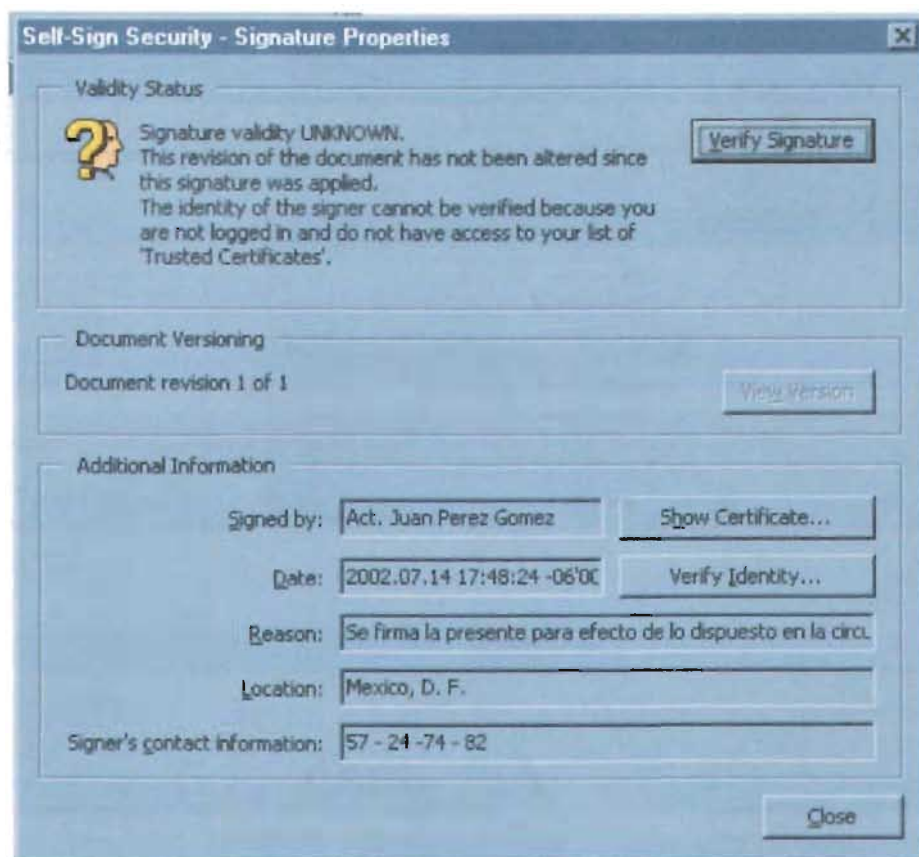 Self-Sign Security - Signature Properties
Validity Status
Signature validity UNKNOWN.
This revision of the document has not been altered since
this signature was applied.
The identity of the signer cannot be verified because you
are not logged in and do not have access to your list of
'Trusted Certificates'.
Verify Signature
Document Versioning
Document revision 1 of 1
View Version
Additional Information
Signed by: Act. Juan Perez Gomez
Show Certificate...
Date: 2002.07.14 17:48:24 -06'00
Verify Identity...
Reason: Se firma la presente para efecto de lo dispuesto en la circu
Location: Mexico, D. F.
Signer's contact information: 57 - 24 -74 - 82
Close